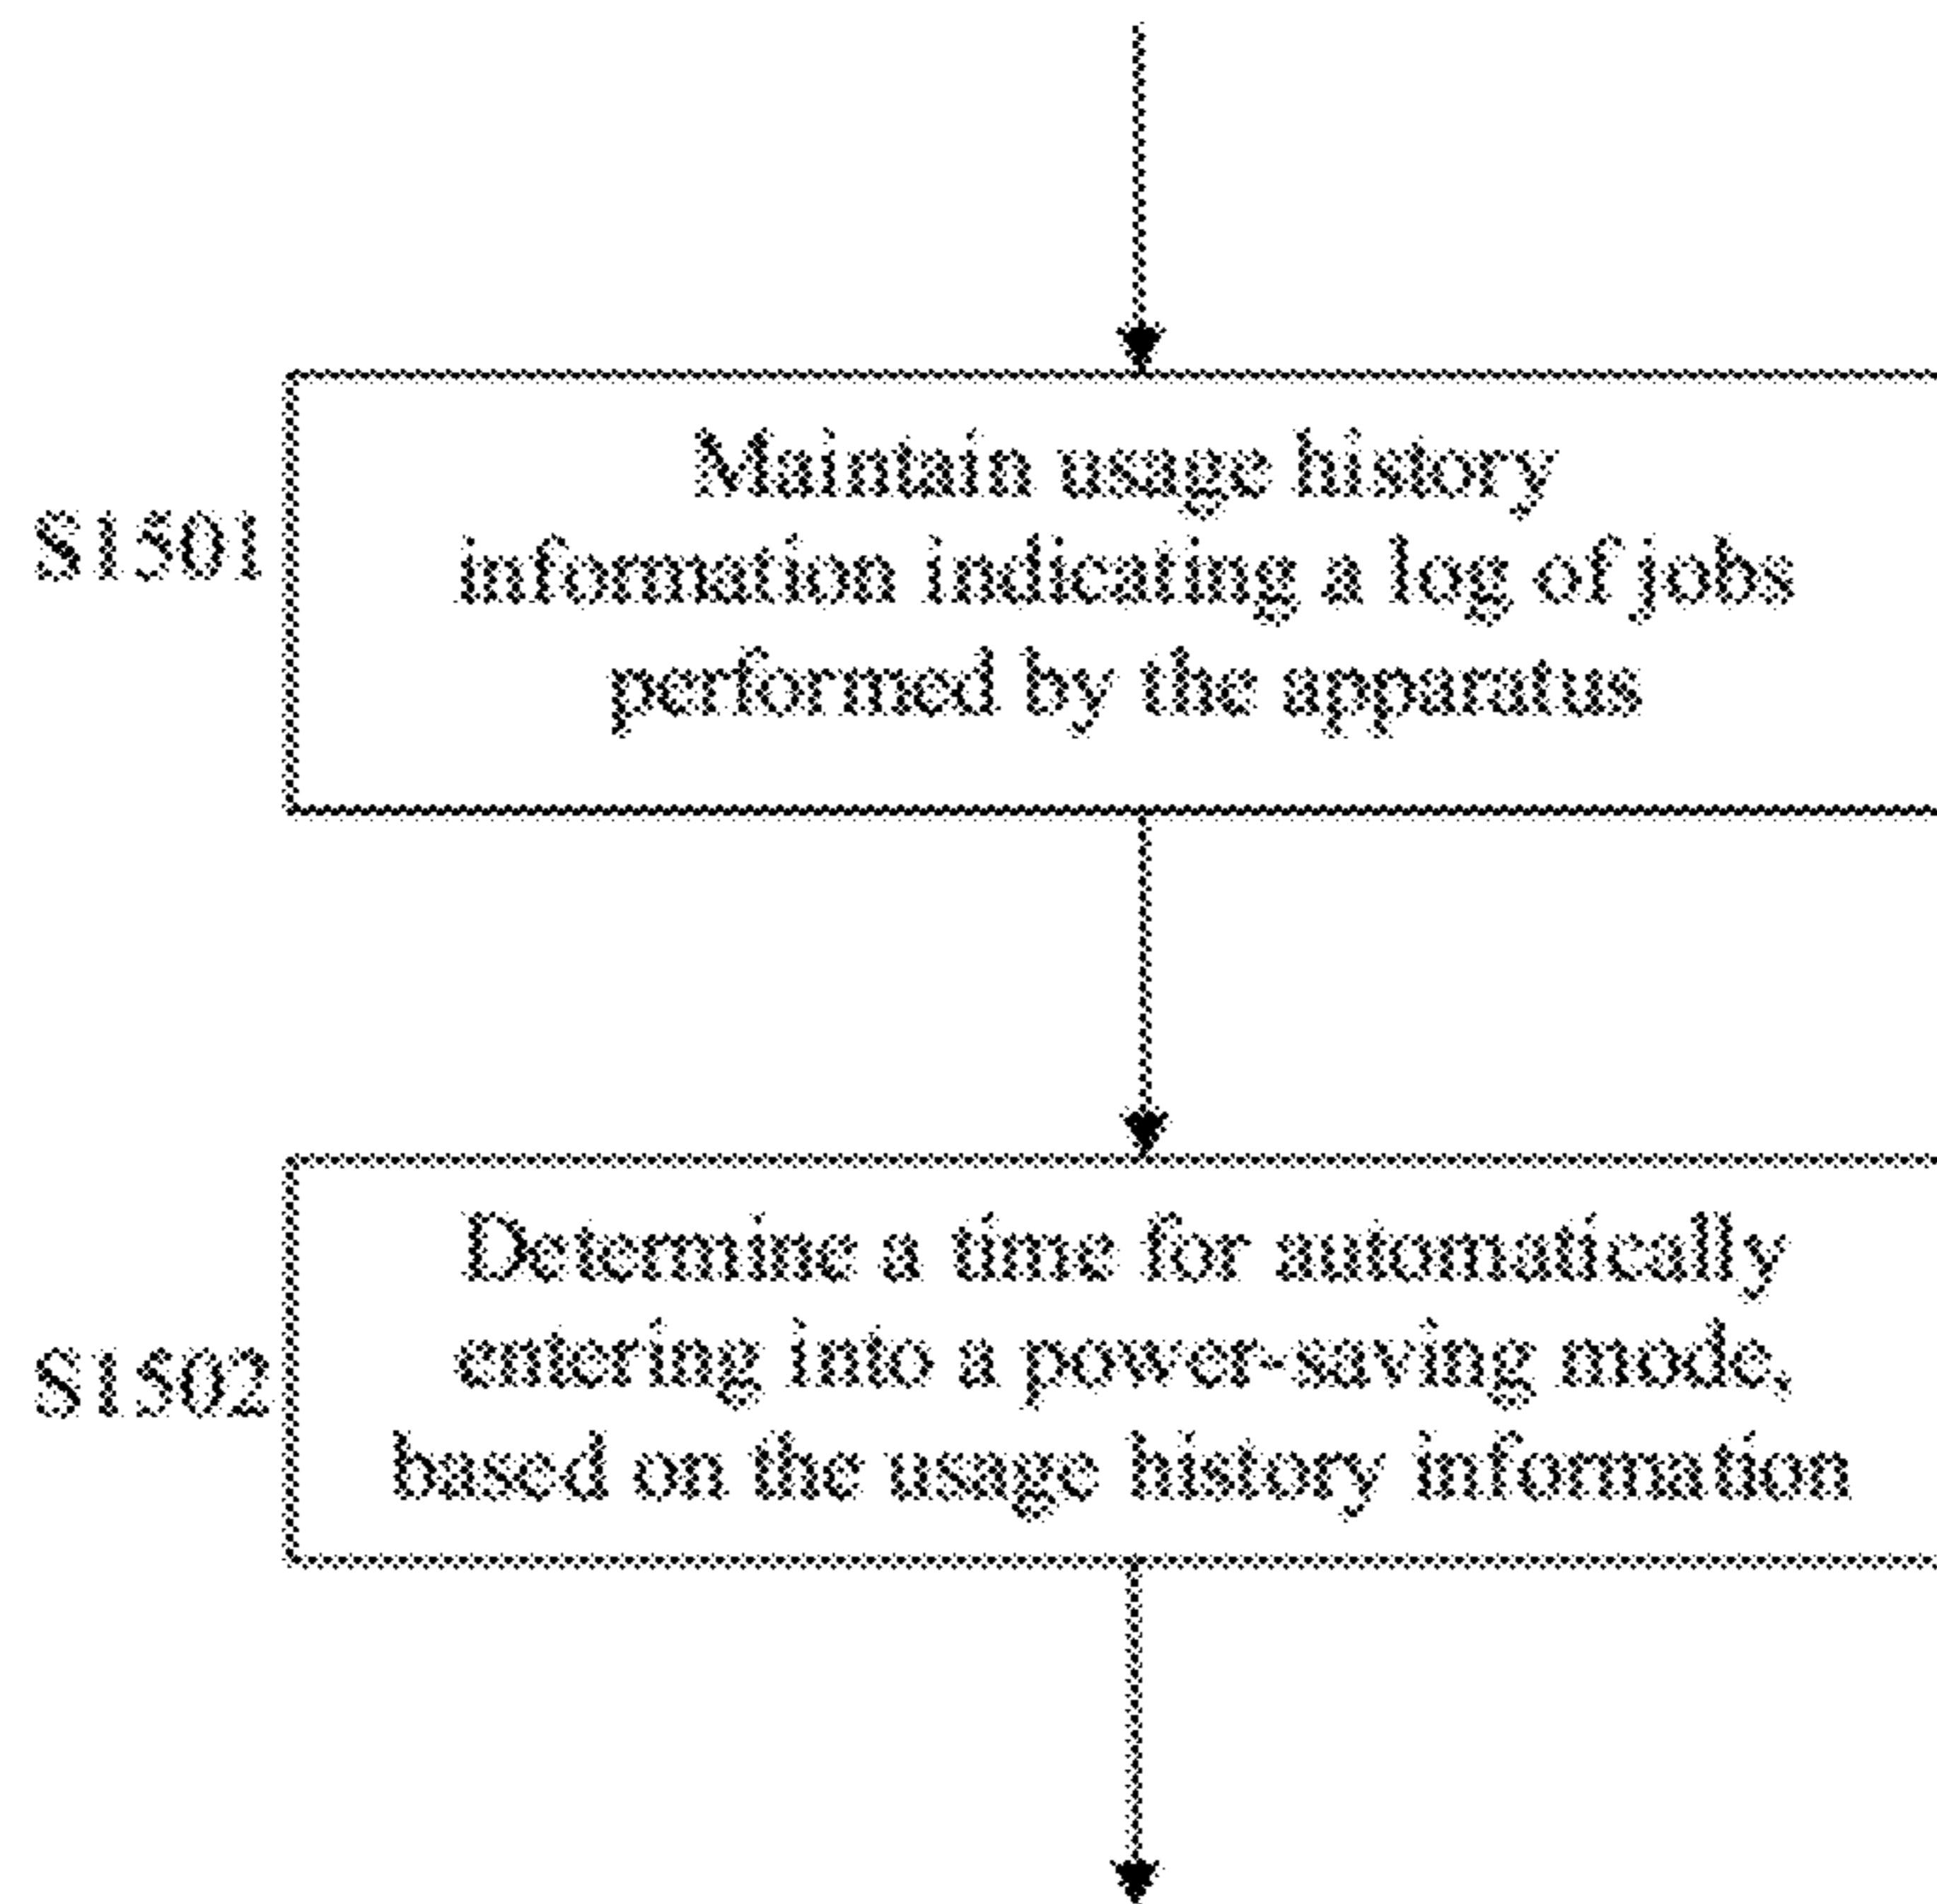 Maintain usage history
S1501
information indicating a log of jobs
performed by the apparatus
Determine a time for automatically
entering into a power-saving mode,
S1502
based on the usage history information